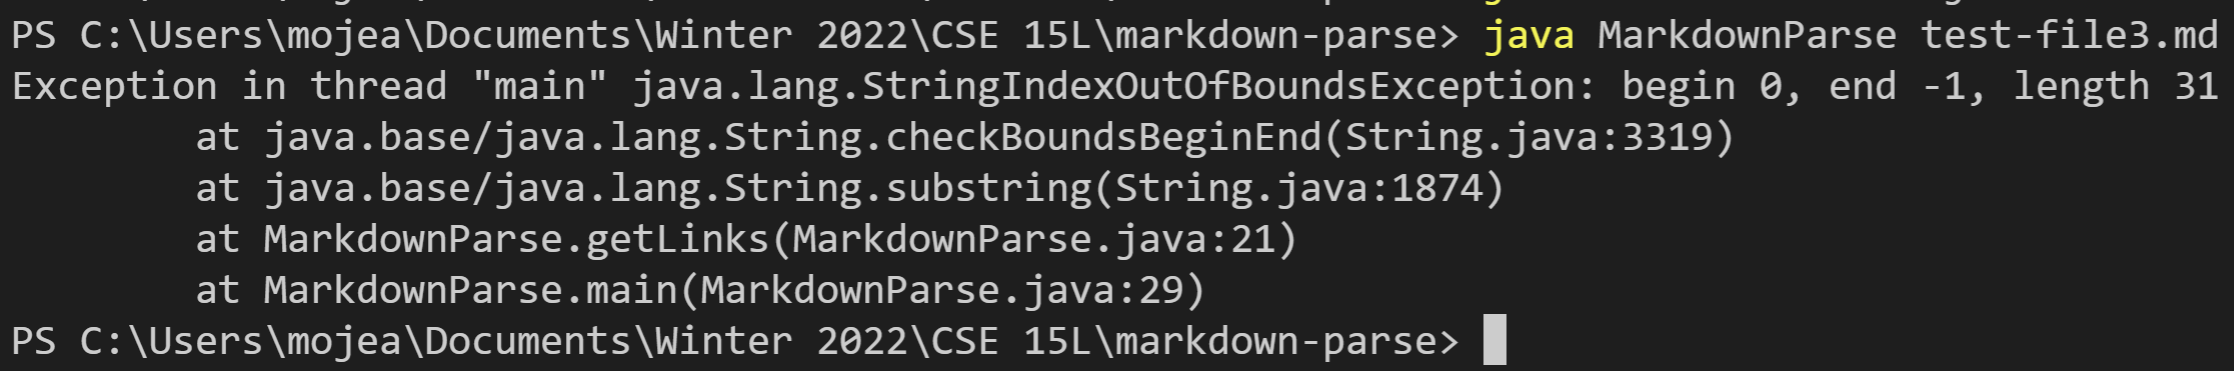 PS C:\Users\mojea\Documents\Winter 2022\CSE 15L\markdown-parse> java MarkdownParse test-file3.md
Exception in thread "main" java.lang.StringIndexOutOfBoundsException: begin 0, end -1, length 31
        at java.base/java.lang.String.checkBoundsBeginEnd(String.java:3319)
        at java.base/java.lang.String.substring(String.java:1874)
        at MarkdownParse.getLinks(MarkdownParse.java:21)
        at MarkdownParse.main(MarkdownParse.java:29)
PS C:\Users\mojea\Documents\Winter 2022\CSE 15L\markdown-parse>